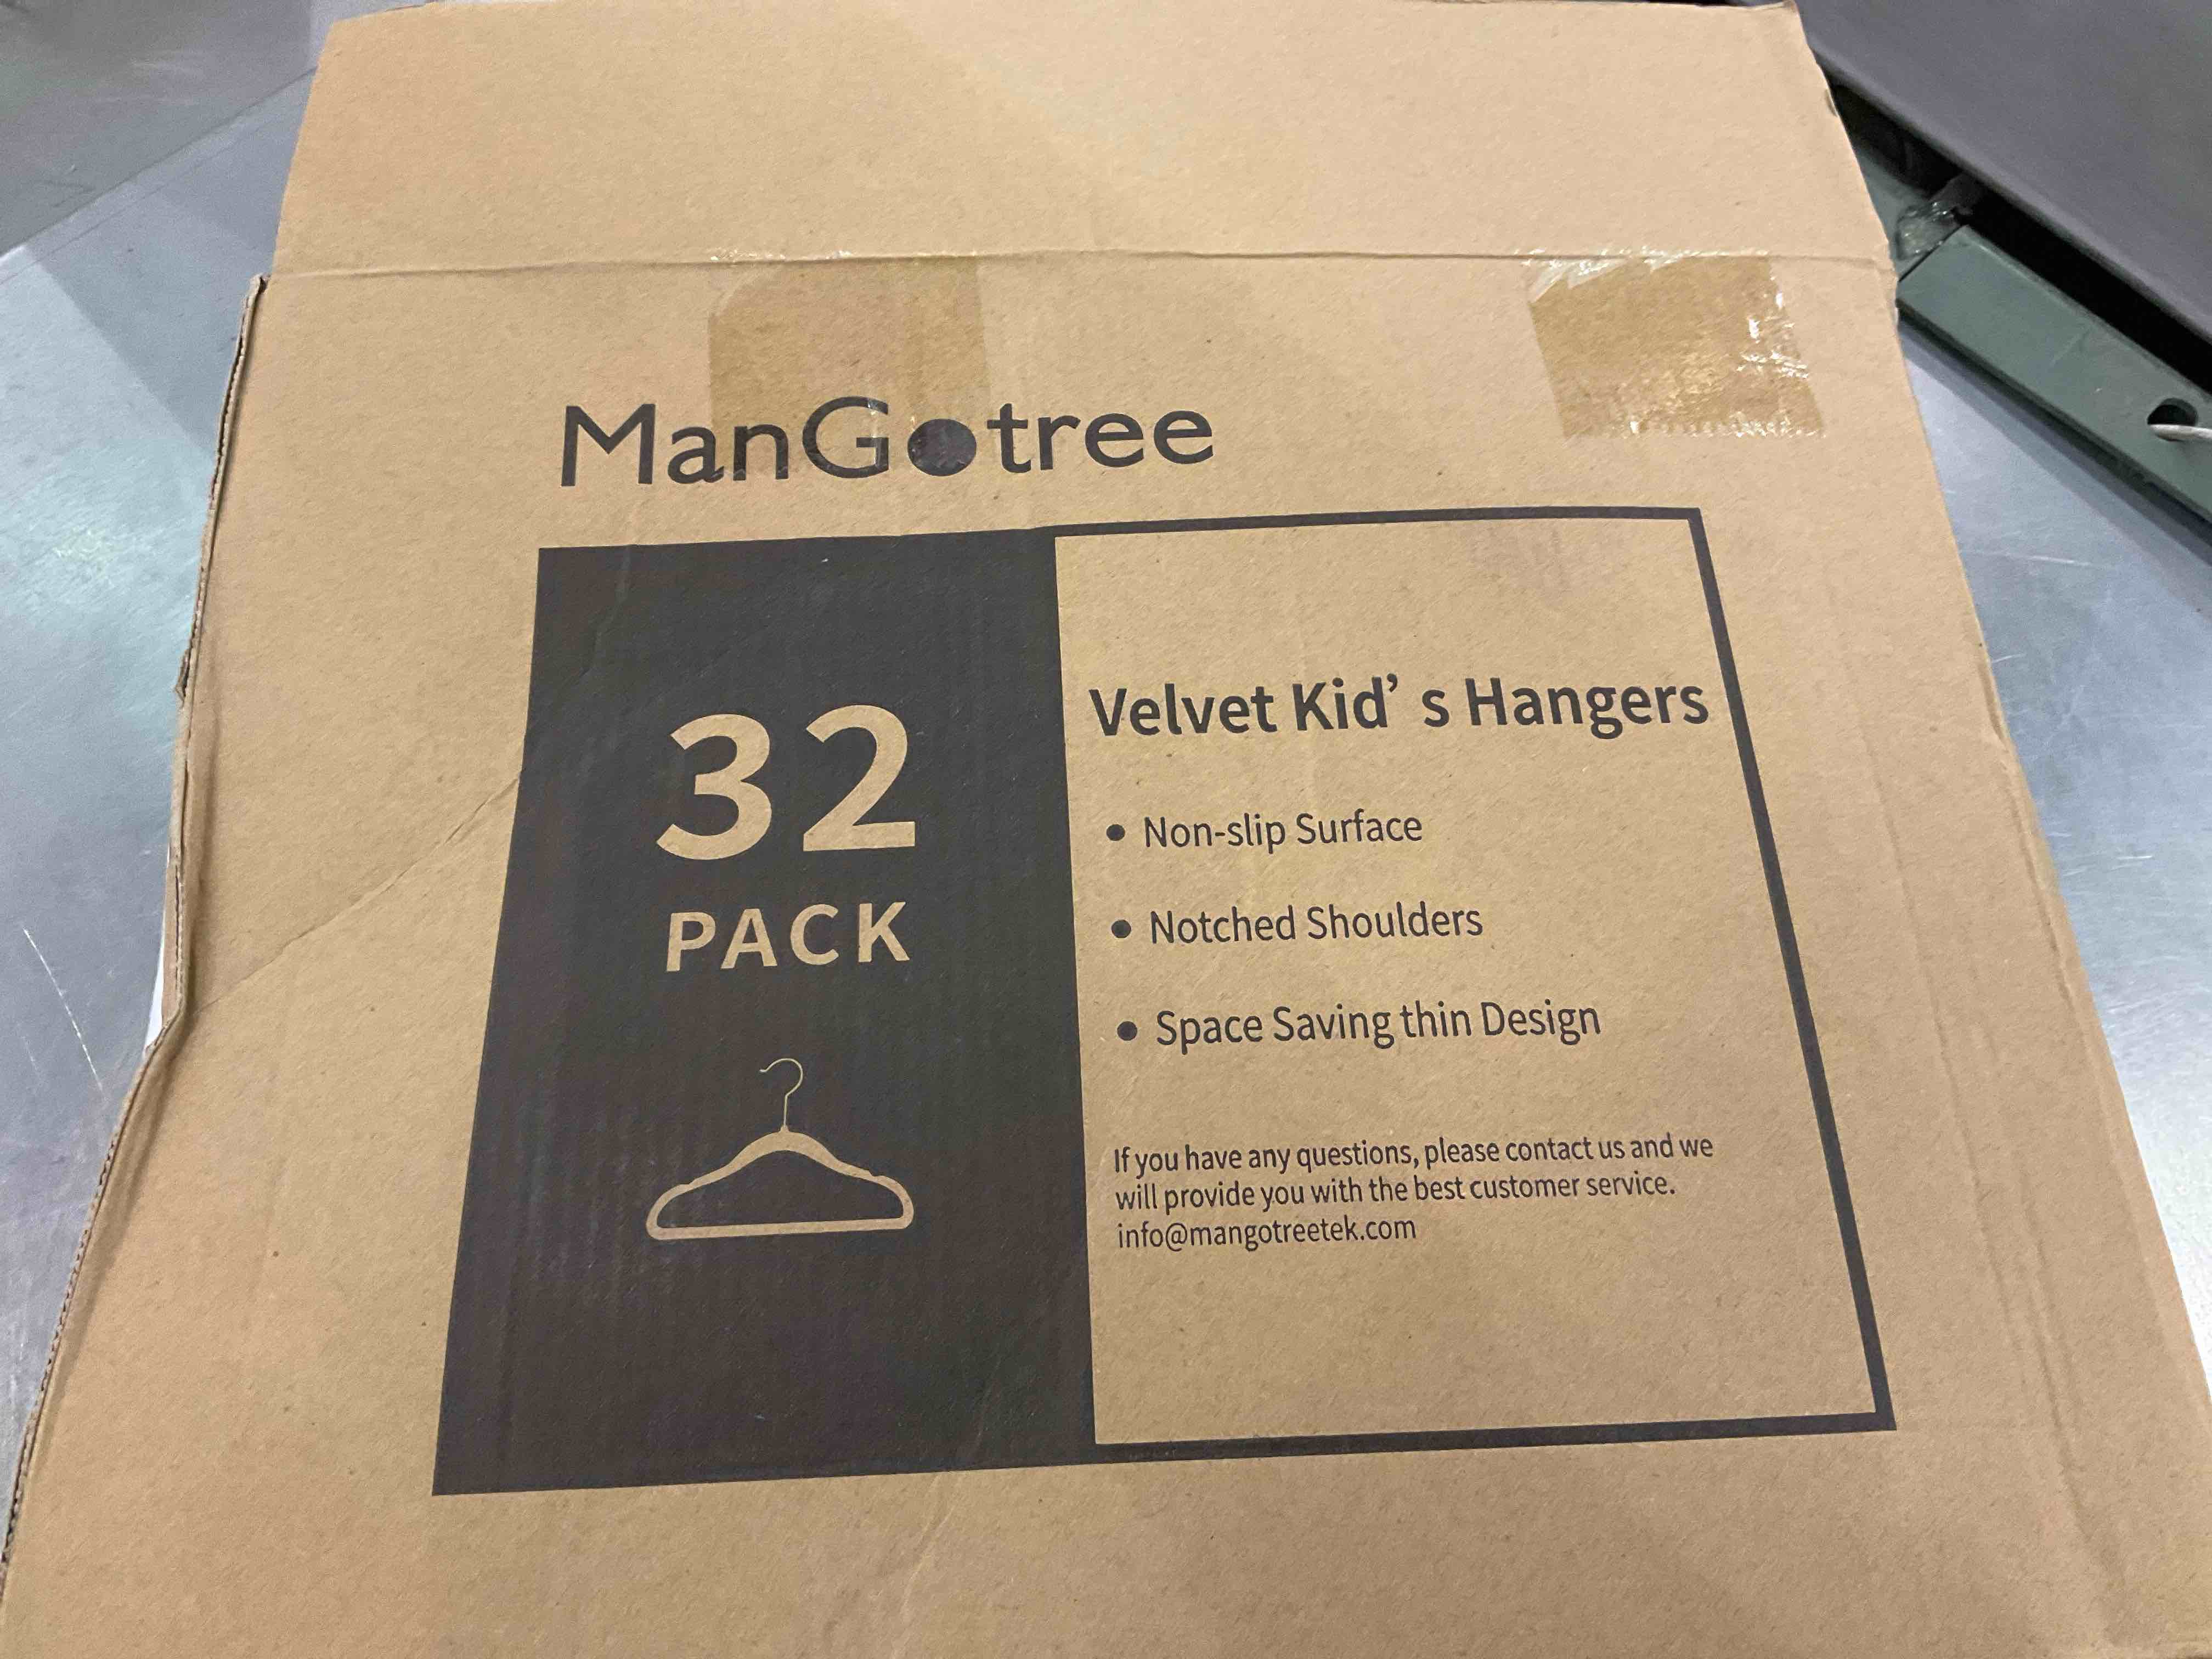 ManGotree
32
PACK
Velvet Kid's Hangers
• Non-slip Surface
• Notched Shoulders
• Space Saving thin Design
If you have any questions, please contact us and we
will provide you with the best customer service.
info@mangotreetek.com